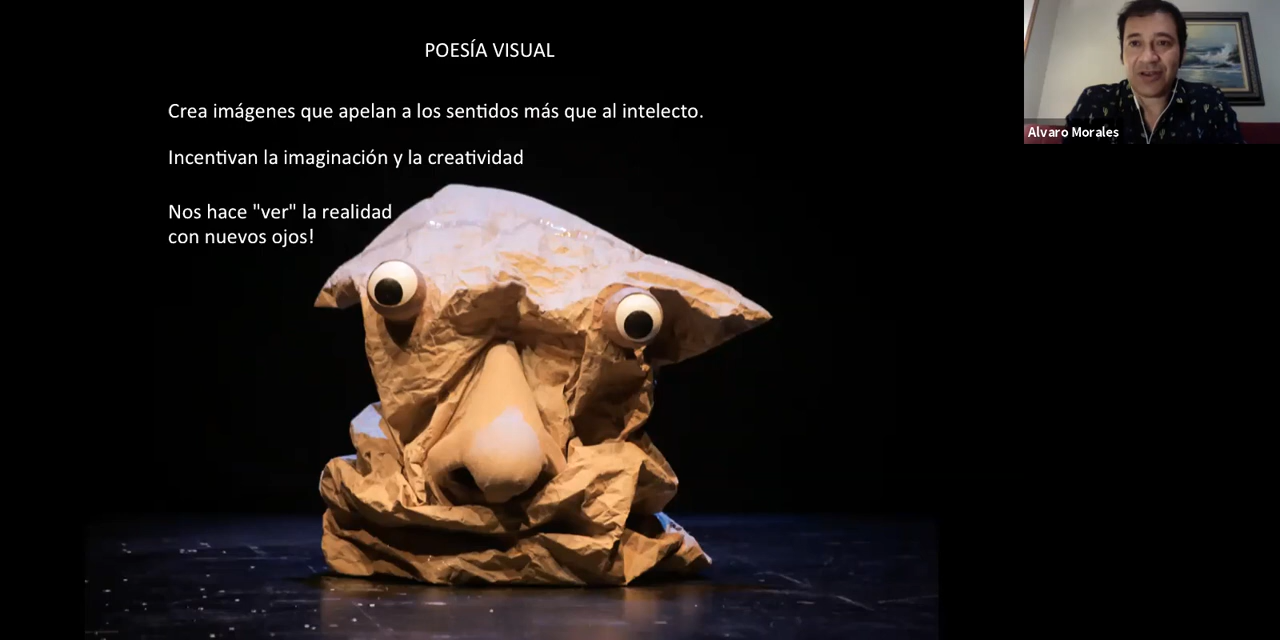 POESÍA VISUAL
Crea imágenes que apelan a los sentidos más que al intelecto.
Incentivan la imaginación y la creatividad
Nos hace "ver" la realidad
con nuevos ojos!
Alvaro Morales